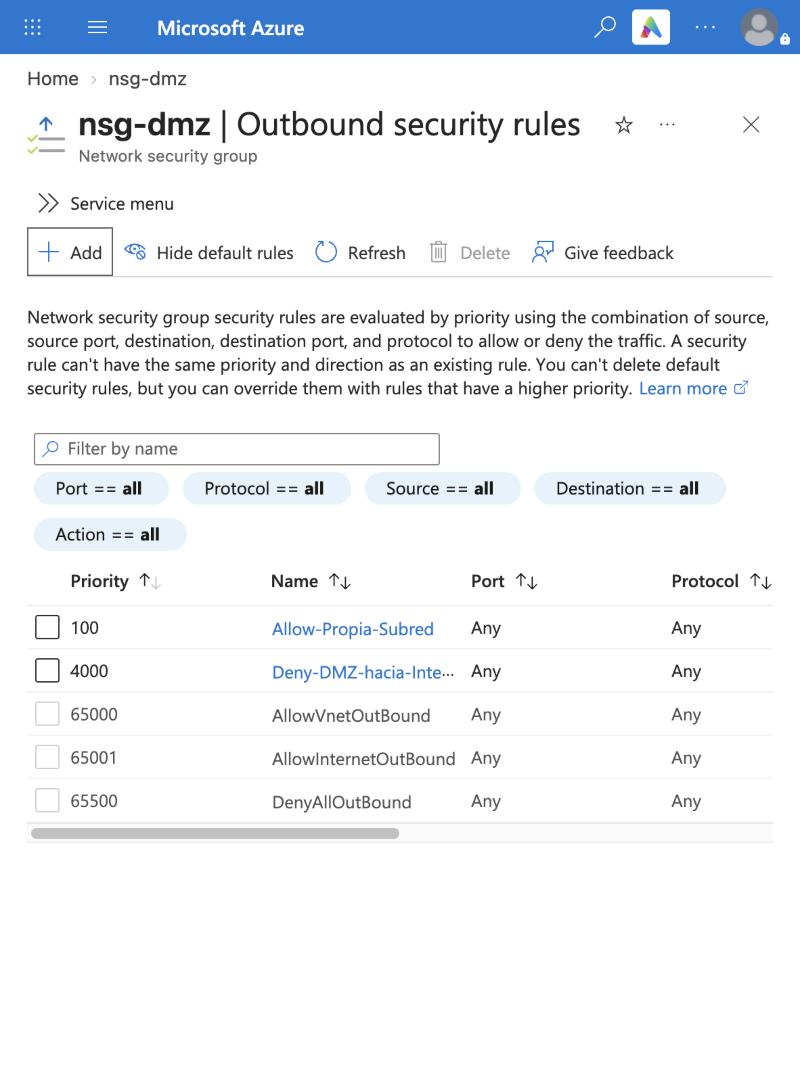 Microsoft Azure
Home > nsg-dmz
nsg-dmz | Outbound security rules
Network security group
Service menu
Add Hide default rules Refresh Delete Give feedback
Network security group security rules are evaluated by priority using the combination of source,
source port, destination, destination port, and protocol to allow or deny the traffic. A security
rule can't have the same priority and direction as an existing rule. You can't delete default
security rules, but you can override them with rules that have a higher priority. Learn more
Filter by name
Port == all Protocol == all Source == all Destination == all
Action == all
Priority Name Port Protocol
100 Allow-Propia-Subred Any Any
4000 Deny-DMZ-hacia-Inte··· Any Any
65000 AllowVnetOutBound Any Any
65001 AllowInternetOutBound Any Any
65500 DenyAllOutBound Any Any